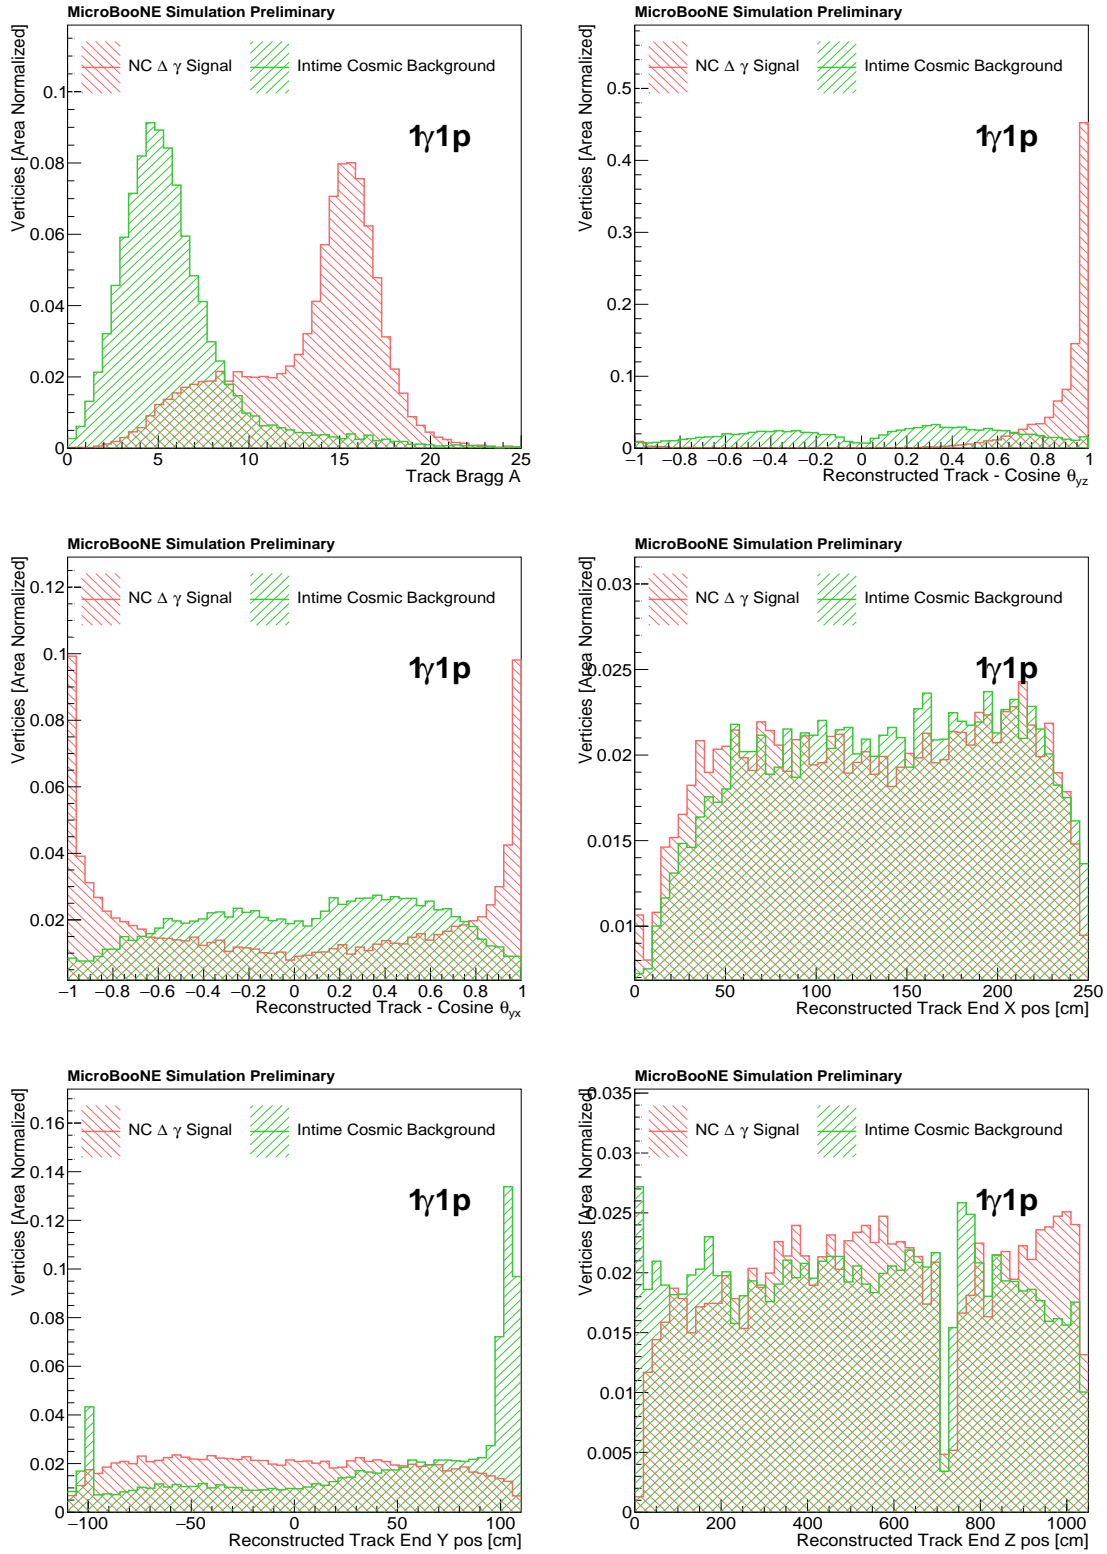 MicroBooNE Simulation Preliminary
Verticies [Area Normalized]
NC Δ γ Signal
Intime Cosmic Background
1γ1p
0.1
0.08
0.06
0.04
0.02
0
0 5 10 15 20 25
Track Bragg A
MicroBooNE Simulation Preliminary
Verticies [Area Normalized]
NC Δ γ Signal
Intime Cosmic Background
1γ1p
0.5
0.4
0.3
0.2
0.1
0
−1 −0.8 −0.6 −0.4 −0.2 0 0.2 0.4 0.6 0.8 1
Reconstructed Track - Cosine θyz
MicroBooNE Simulation Preliminary
Verticies [Area Normalized]
NC Δ γ Signal
Intime Cosmic Background
1γ1p
0.12
0.1
0.08
0.06
0.04
0.02
−1 −0.8 −0.6 −0.4 −0.2 0 0.2 0.4 0.6 0.8 1
Reconstructed Track - Cosine θyx
MicroBooNE Simulation Preliminary
Verticies [Area Normalized]
NC Δ γ Signal
Intime Cosmic Background
1γ1p
0.03
0.025
0.02
0.015
0.01
0 50 100 150 200 250
Reconstructed Track End X pos [cm]
MicroBooNE Simulation Preliminary
Verticies [Area Normalized]
NC Δ γ Signal
Intime Cosmic Background
1γ1p
0.16
0.14
0.12
0.1
0.08
0.06
0.04
0.02
0
−100 −50 0 50 100
Reconstructed Track End Y pos [cm]
MicroBooNE Simulation Preliminary
Verticies [Area Normalized]
NC Δ γ Signal
Intime Cosmic Background
1γ1p
0.035
0.03
0.025
0.02
0.015
0.01
0.005
0
0 200 400 600 800 1000
Reconstructed Track End Z pos [cm]